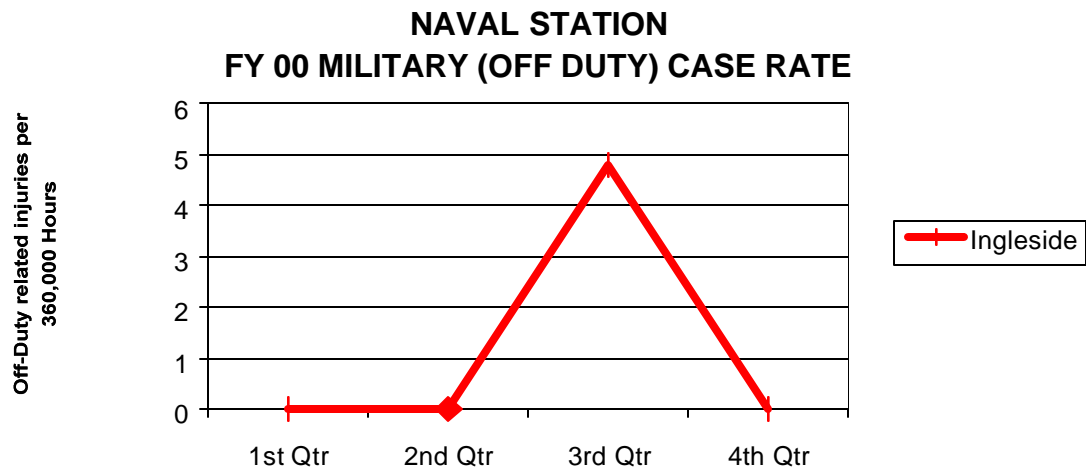 NAVAL STATION
FY 00 MILITARY (OFF DUTY) CASE RATE
Off-Duty related injuries per
360,000 Hours
6
5
4
3
2
1
0
1st Qtr
2nd Qtr
3rd Qtr
4th Qtr
Ingleside